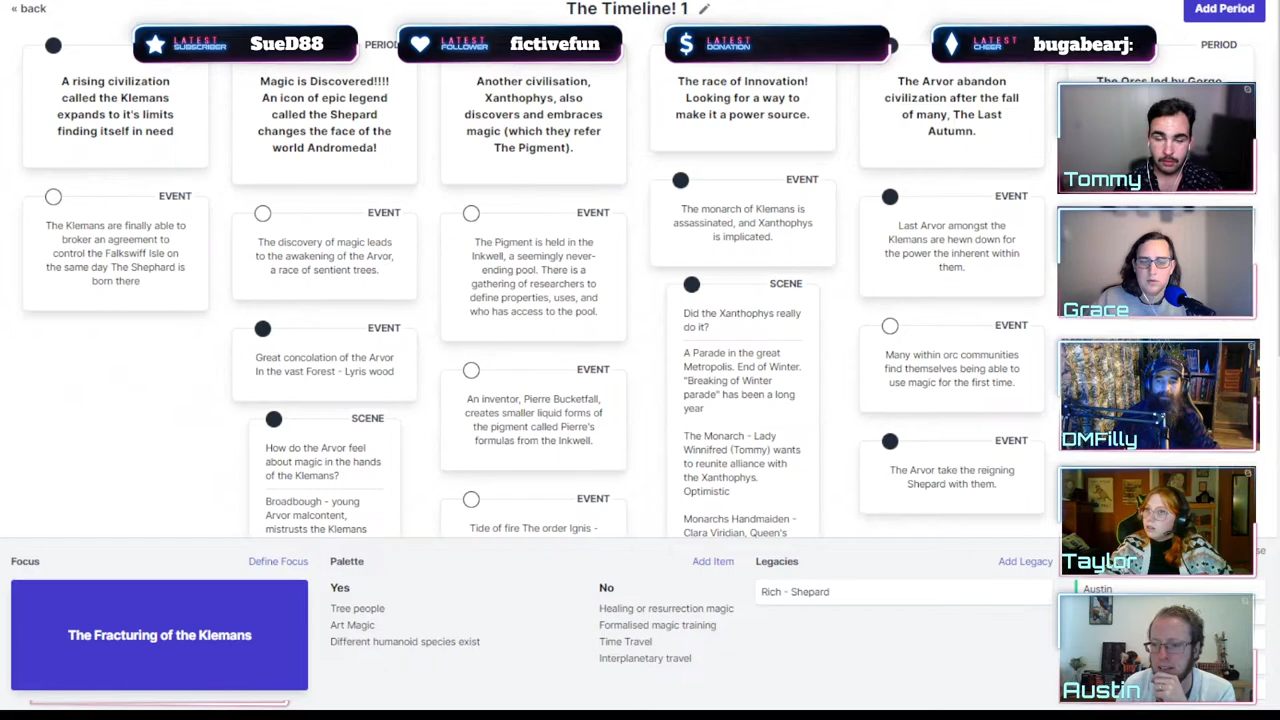 « back
The Timeline! 1
Add Period
LATEST
SUBSCRIBER
SueD88
LATEST
FOLLOWER
fictivefun
LATEST
DONATION
LATEST
CHEER
bugabearj:
PERIOD
A rising civilization
called the Klemans
expands to it's limits
finding itself in need
EVENT
The Klemans are finally able to
broker an agreement to
control the Falkswiff Isle on
the same day The Shephard is
born there
PERIOD
Magic is Discovered!!!!
An icon of epic legend
called the Shepard
changes the face of the
world Andromeda!
EVENT
The discovery of magic leads
to the awakening of the Arvor,
a race of sentient trees.
EVENT
Great concolation of the Arvor
In the vast Forest - Lyris wood
SCENE
How do the Arvor feel
about magic in the hands
of the Klemans?
Broadbough - young
Arvor malcontent,
mistrusts the Klemans
Another civilisation,
Xanthophys, also
discovers and embraces
magic (which they refer
The Pigment).
EVENT
The Pigment is held in the
Inkwell, a seemingly never-
ending pool. There is a
gathering of researchers to
define properties, uses, and
who has access to the pool.
EVENT
An inventor, Pierre Bucketfall,
creates smaller liquid forms of
the pigment called Pierre's
formulas from the Inkwell.
EVENT
Tide of fire The order Ignis -
The race of Innovation!
Looking for a way to
make it a power source.
EVENT
The monarch of Klemans is
assassinated, and Xanthophys
is implicated.
SCENE
Did the Xanthophys really
do it?
A Parade in the great
Metropolis. End of Winter.
"Breaking of Winter
parade" has been a long
year
The Monarch - Lady
Winnifred (Tommy) wants
to reunite alliance with
the Xanthophys.
Optimistic
Monarchs Handmaiden -
Clara Viridian, Queen's
The Arvor abandon
civilization after the fall
of many, The Last
Autumn.
EVENT
Last Arvor amongst the
Klemans are hewn down for
the power the inherent within
them.
EVENT
Many within orc communities
find themselves being able to
use magic for the first time.
EVENT
The Arvor take the reigning
Shepard with them.
The Orcs led by Gorgo
Tommy
Grace
DMFilly
Taylor
Austin
Focus
Define Focus
The Fracturing of the Klemans
Palette
Add Item
Yes
Tree people
Art Magic
Different humanoid species exist
No
Healing or resurrection magic
Formalised magic training
Time Travel
Interplanetary travel
Legacies
Add Legacy
Rich - Shepard
Austin